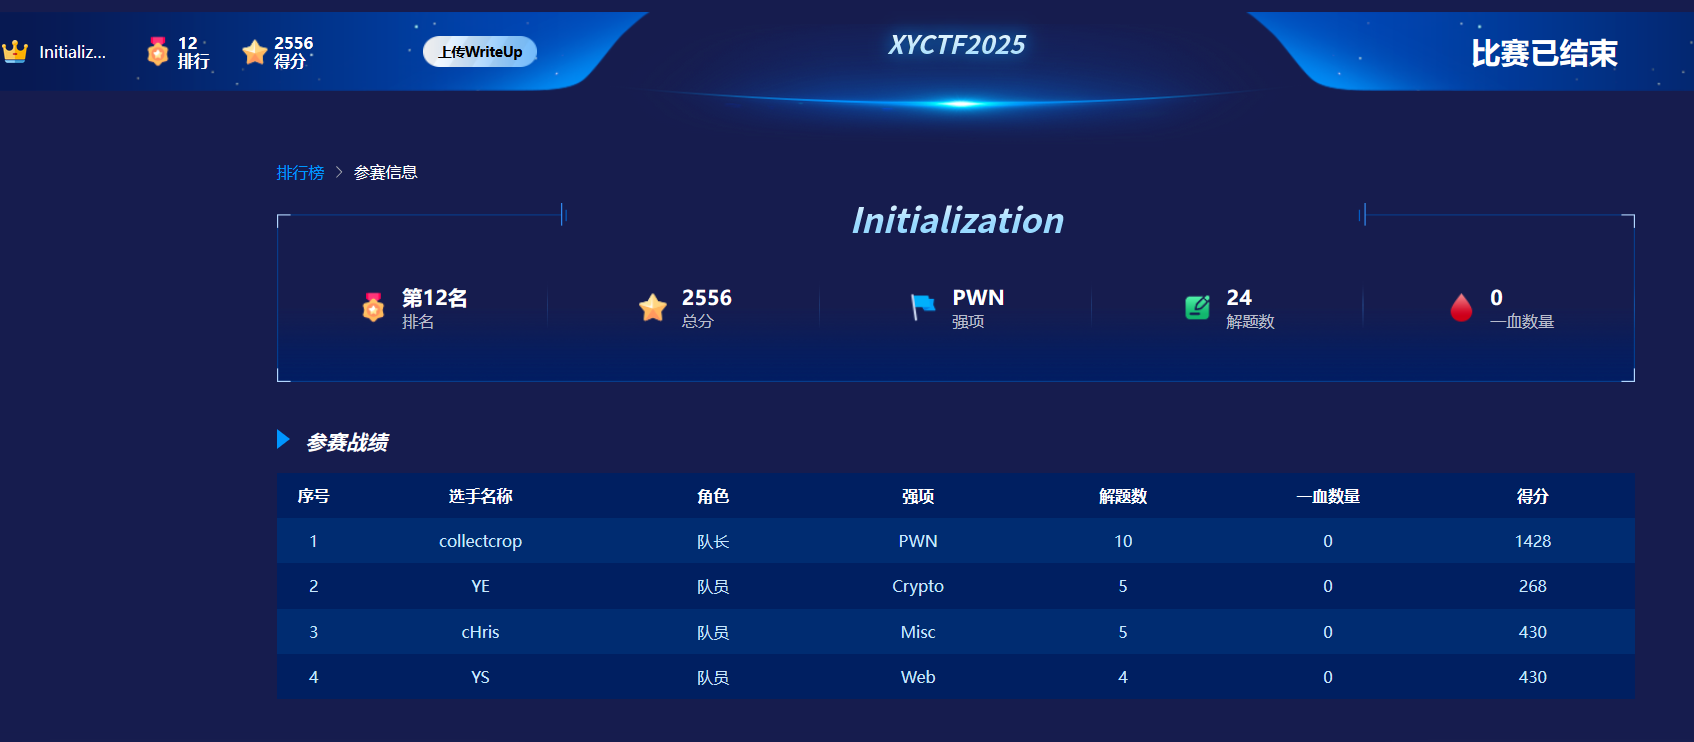 Initializ...
12
排行
2556
得分
上传WriteUp
XYCTF2025
比赛已结束
排行榜 > 参赛信息
Initialization
第12名
排名
2556
总分
PWN
强项
24
解题数
0
一血数量
参赛战绩
序号 选手名称 角色 强项 解题数 一血数量 得分
1 collectcrop 队长 PWN 10 0 1428
2 YE 队员 Crypto 5 0 268
3 cHris 队员 Misc 5 0 430
4 YS 队员 Web 4 0 430